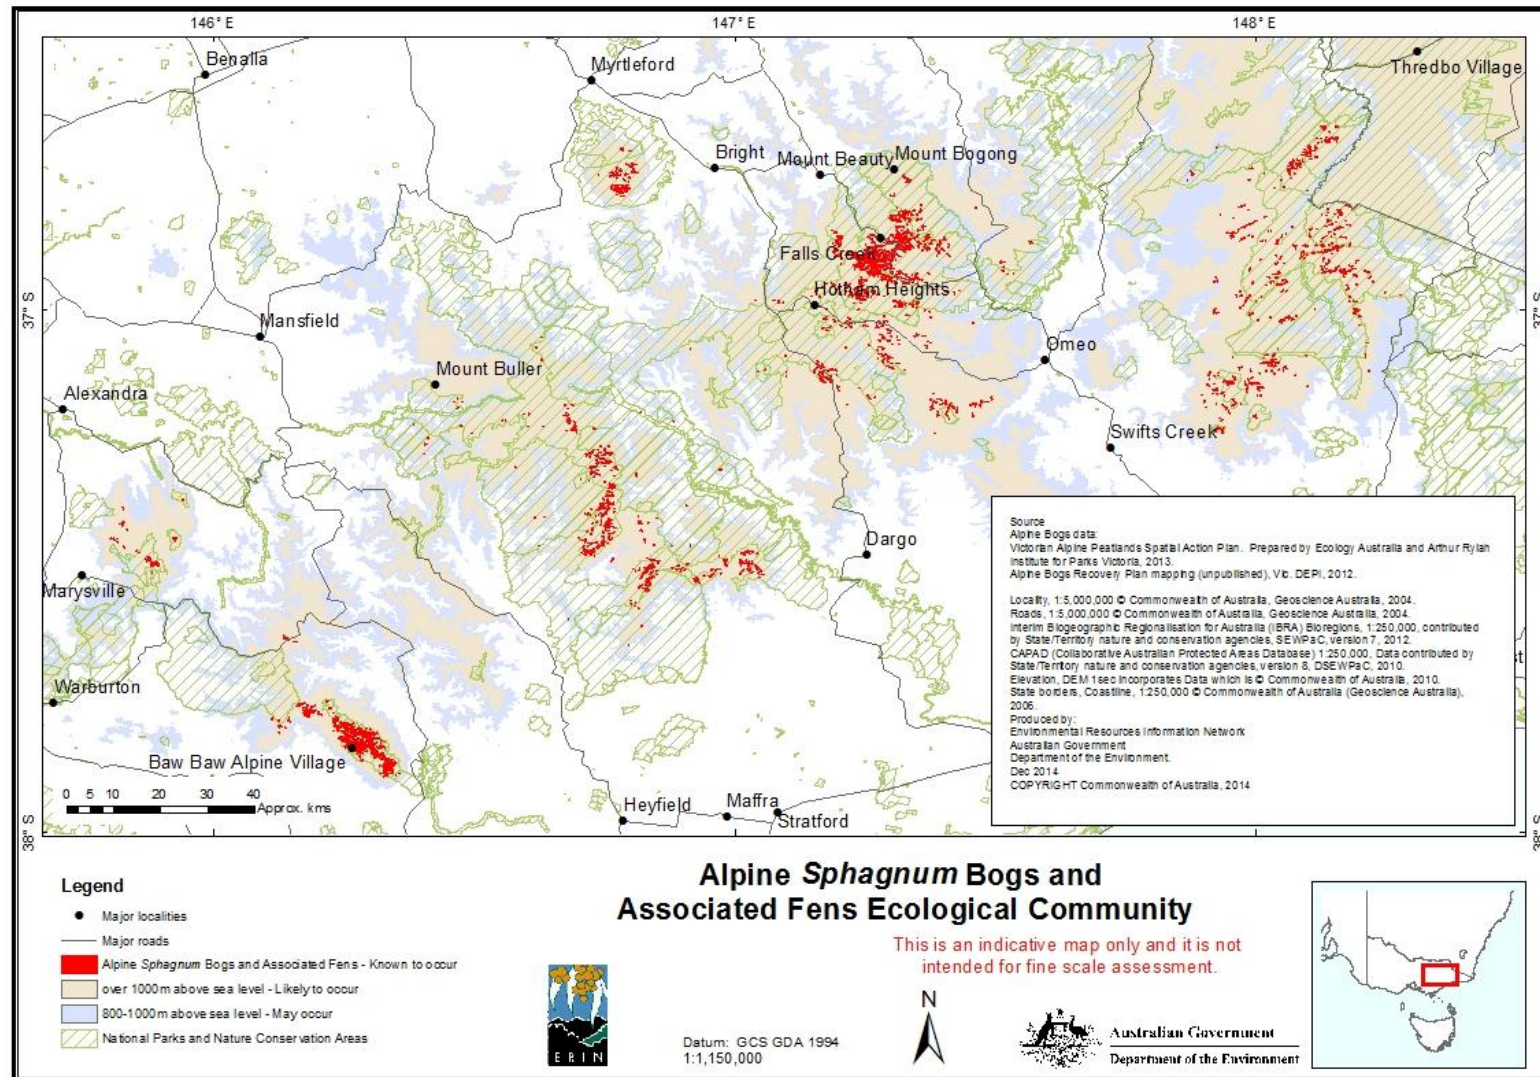 146° E
147° E
148° E
Benalla
Myrtleford
Thredbo Village
Bright
Mount Beauty
Mount Bogong
Falls Creek
Hotham Heights
37° S
37° S
Mansfield
Omeo
Mount Buller
Alexandra
Swifts Creek
Dargo
Marysville
Warburton
Baw Baw Alpine Village
Heyfield
Maffra
Stratford
0 5 10 20 30 40
Approx. kms
38° S
38° S
Source
Alpine Bogs data:
Victorian Alpine Peatlands Spatial Action Plan. Prepared by Ecology Australia and Arthur Rylah
Institute for Parks Victoria, 2013.
Alpine Bogs Recovery Plan mapping (unpublished), Vic. DEPI, 2012.
Locality, 1:5,000,000 © Commonwealth of Australia, Geoscience Australia, 2004.
Roads, 1:5,000,000 © Commonwealth of Australia, Geoscience Australia, 2004.
Interim Biogeographic Regionalisation for Australia (IBRA) Bioregions, 1:250,000, contributed
by State/Territory nature and conservation agencies, SEWPaC, version 7, 2012.
CAPAD (Collaborative Australian Protected Areas Database) 1:250,000, Data contributed by
State/Territory nature and conservation agencies, version 8, DSEWPaC, 2010.
Elevation, DEM 1sec incorporates Data which is © Commonwealth of Australia, 2010.
State borders, Coastline, 1:250,000 © Commonwealth of Australia (Geoscience Australia),
2006.
Produced by:
Environmental Resources Information Network
Australian Government
Department of the Environment.
Dec 2014
COPYRIGHT Commonwealth of Australia, 2014
Legend
Major localities
Major roads
Alpine Sphagnum Bogs and Associated Fens - Known to occur
over 1000m above sea level - Likely to occur
800-1000m above sea level - May occur
National Parks and Nature Conservation Areas
Alpine Sphagnum Bogs and
Associated Fens Ecological Community
This is an indicative map only and it is not
intended for fine scale assessment.
ERIN
Datum: GCS GDA 1994
1:1,150,000
N
Australian Government
Department of the Environment